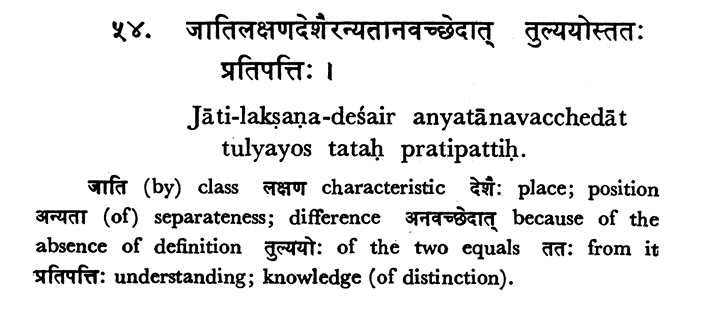 ५४. जातिलक्षणदेशैरन्यतानवच्छेदात् तुल्ययोस्ततः
प्रतिपत्तिः ।
Jāti-lakṣaṇa-deśair anyatānavacchedāt
tulyayos tataḥ pratipattiḥ.
जाति (by) class लक्षण characteristic देशैः place; position
अन्यता (of) separateness; difference अनवच्छेदात् because of the
absence of definition तुल्ययोः of the two equals ततः from it
प्रतिपत्तिः understanding; knowledge (of distinction).